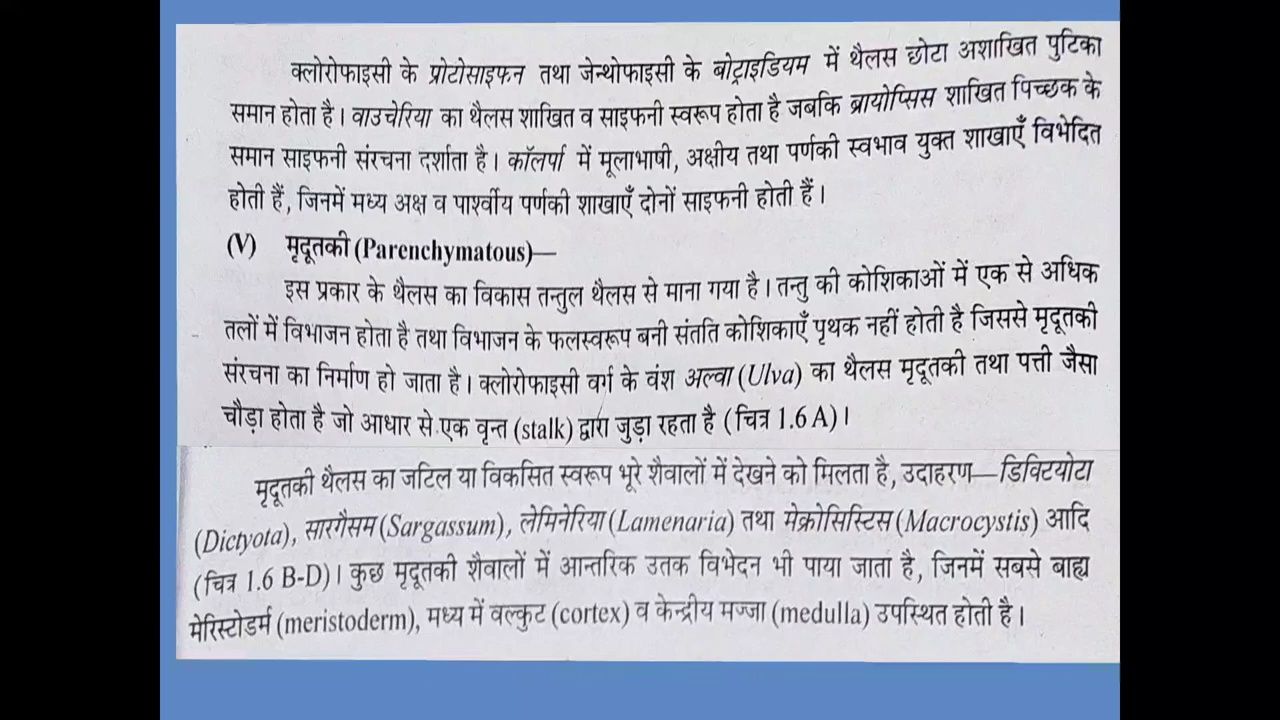 क्लोरोफाइसी के प्रोटोसाइफन तथा जेन्थोफाइसी के बोट्राइडियम में थैलस छोटा अशाखित पुटिका
समान होता है। वाउचेरिया का थैलस शाखित व साइफनी स्वरूप होता है जबकि ब्रायोप्सिस शाखित पिच्छक के
समान साइफनी संरचना दर्शाता है। कॉलर्पा में मूलाभाषी, अक्षीय तथा पर्णकी स्वभाव युक्त शाखाएँ विभेदित
होती हैं, जिनमें मध्य अक्ष व पार्श्वीय पर्णकी शाखाएँ दोनों साइफनी होती हैं।
(V) मृदूतकी (Parenchymatous)—
इस प्रकार के थैलस का विकास तन्तुल थैलस से माना गया है। तन्तु की कोशिकाओं में एक से अधिक
तलों में विभाजन होता है तथा विभाजन के फलस्वरूप बनी संतति कोशिकाएँ पृथक नहीं होती है जिससे मृदूतकी
संरचना का निर्माण हो जाता है। क्लोरोफाइसी वर्ग के वंश अल्वा (Ulva) का थैलस मृदूतकी तथा पत्ती जैसा
चौड़ा होता है जो आधार से एक वृन्त (stalk) द्वारा जुड़ा रहता है (चित्र 1.6 A)।
मृदूतकी थैलस का जटिल या विकसित स्वरूप भूरे शैवालों में देखने को मिलता है, उदाहरण—डिक्टियोटा
(Dictyota), सारगैसम (Sargassum), लेमिनेरिया (Lamenaria) तथा मेक्रोसिस्टिस (Macrocystis) आदि
(चित्र 1.6 B-D)। कुछ मृदूतकी शैवालों में आन्तरिक उतक विभेदन भी पाया जाता है, जिनमें सबसे बाह्य
मेरिस्टोडर्म (meristoderm), मध्य में वल्कुट (cortex) व केन्द्रीय मज्जा (medulla) उपस्थित होती है।